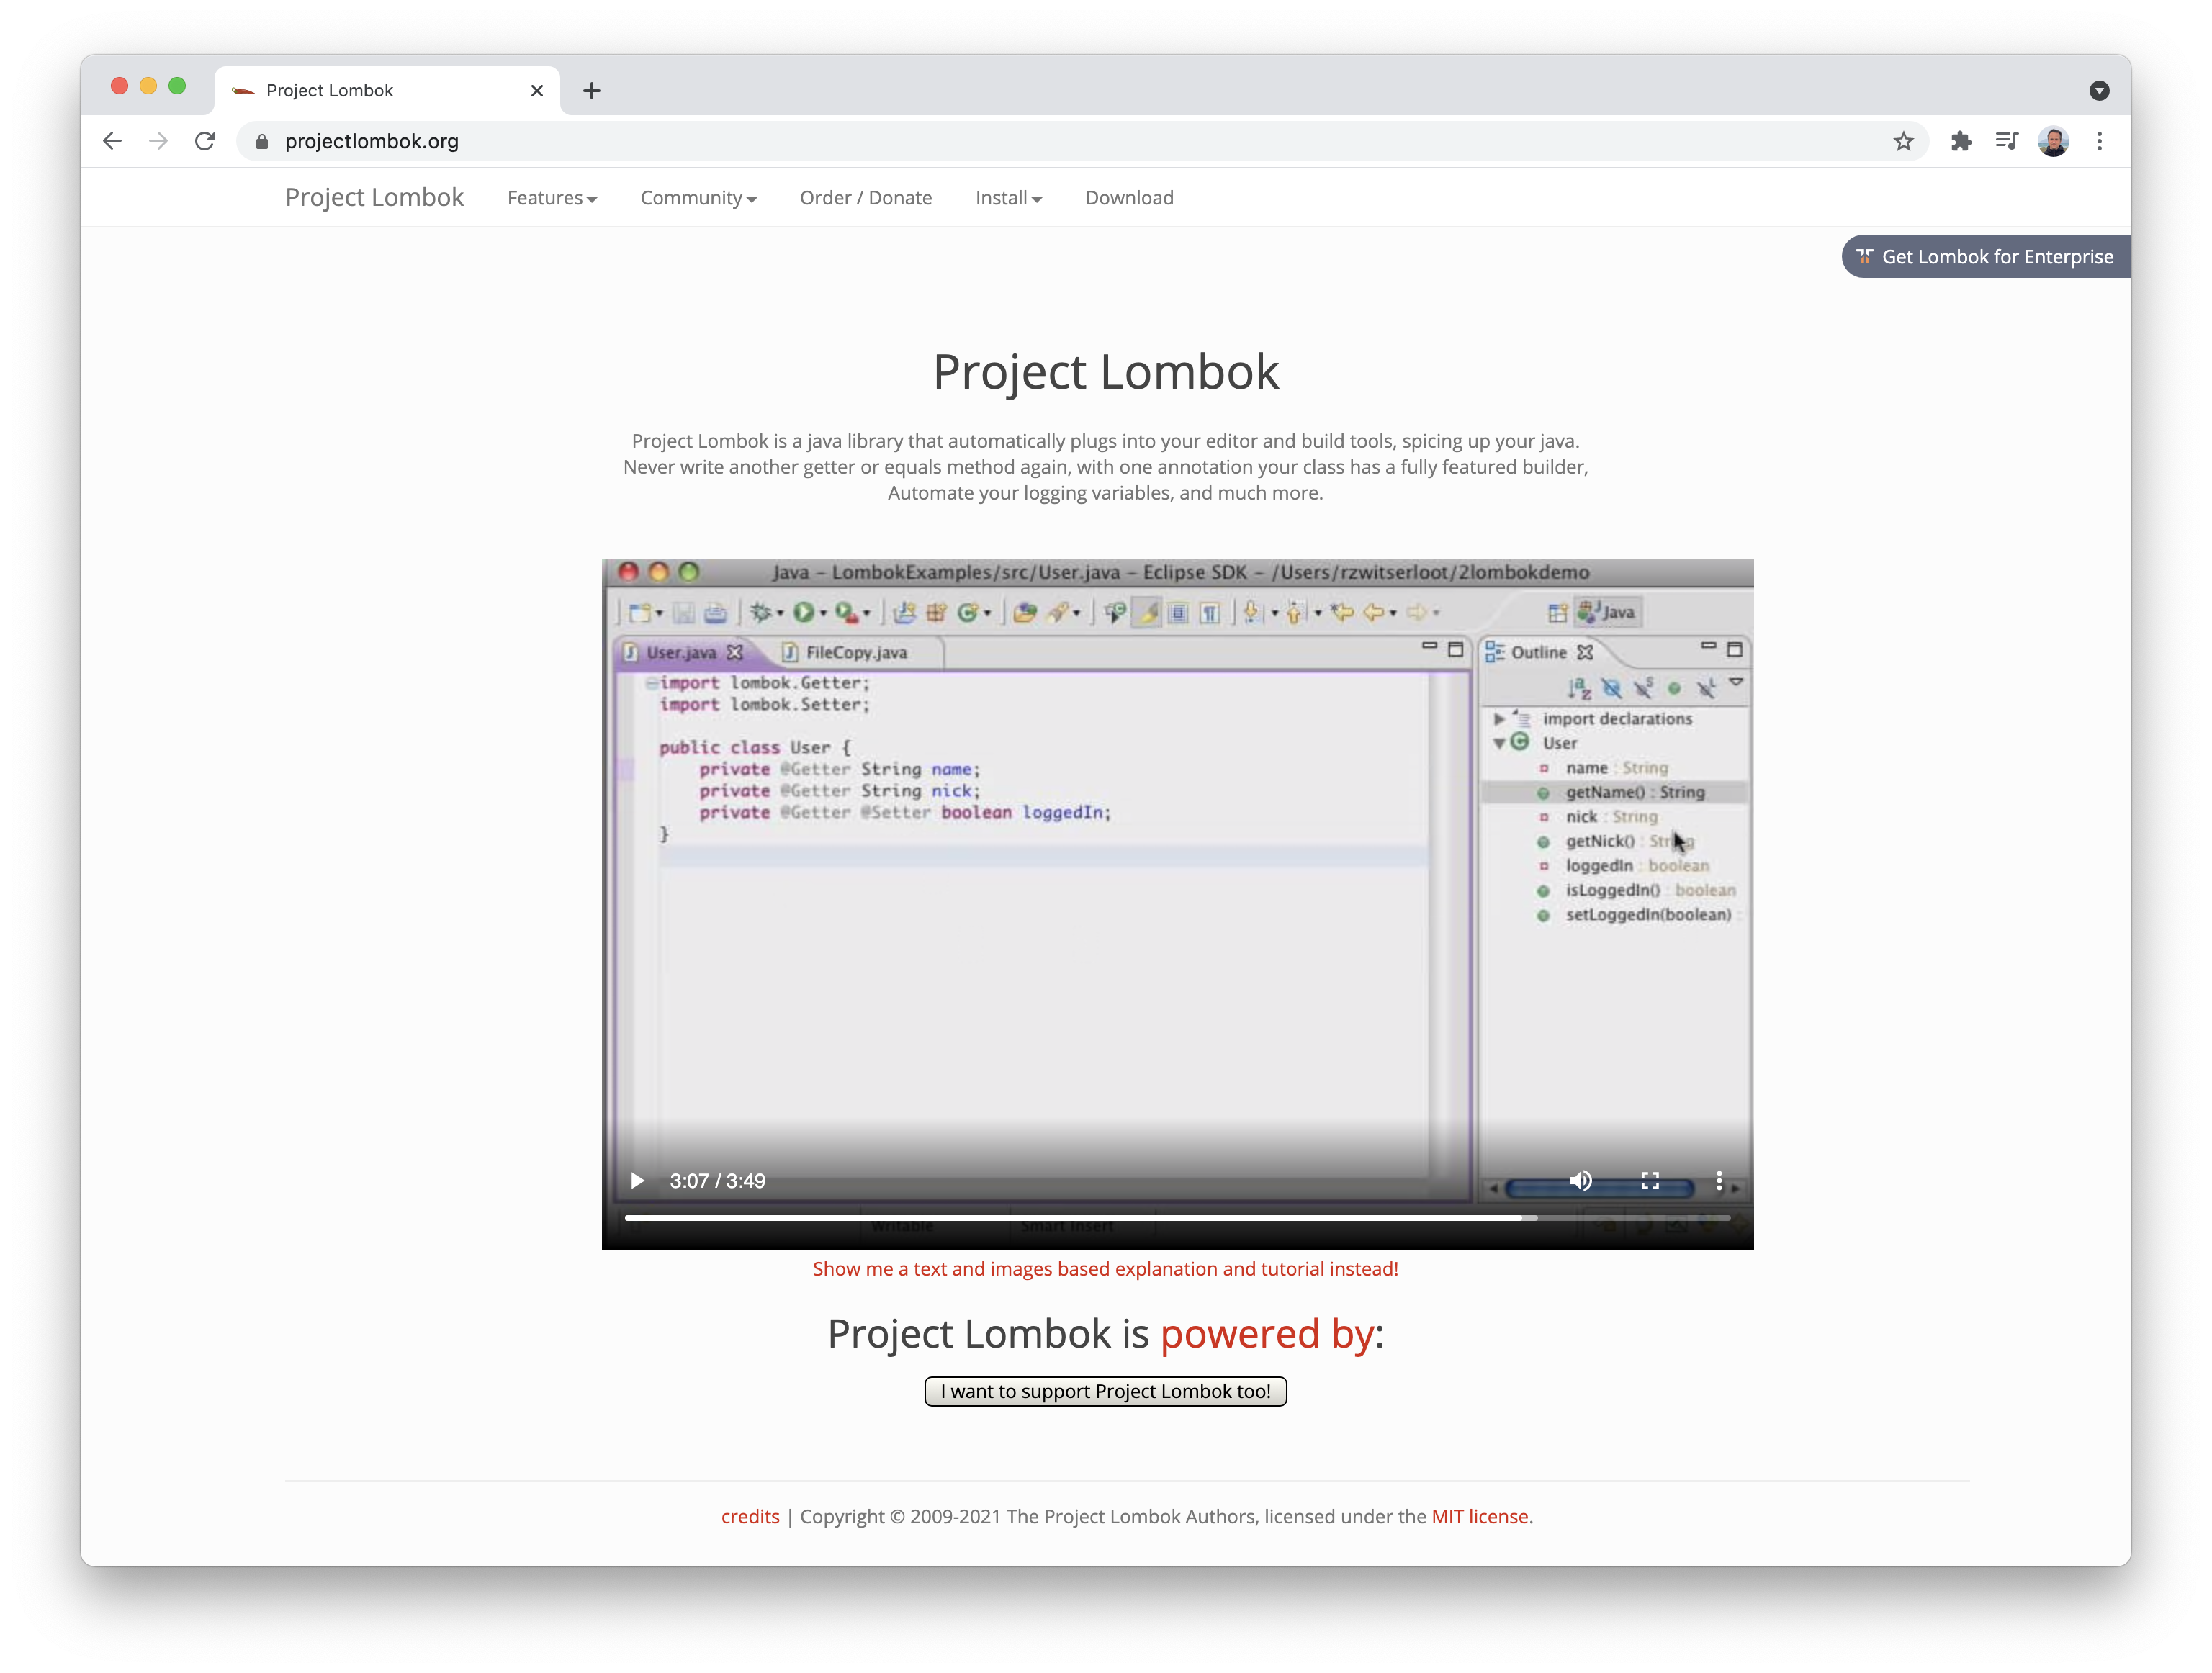 Project Lombok
projectlombok.org
Project Lombok Features Community Order / Donate Install Download
Get Lombok for Enterprise
Project Lombok
Project Lombok is a java library that automatically plugs into your editor and build tools, spicing up your java.
Never write another getter or equals method again, with one annotation your class has a fully featured builder,
Automate your logging variables, and much more.
Java – LombokExamples/src/User.java – Eclipse SDK – /Users/rzwitserloot/2lombokdemo
Java
User.java FileCopy.java
import lombok.Getter;
import lombok.Setter;
public class User {
private @Getter String name;
private @Getter String nick;
private @Getter @Setter boolean loggedIn;
}
Outline
import declarations
User
name : String
getName() : String
nick : String
getNick() : String
loggedIn : boolean
isLoggedIn() : boolean
setLoggedIn(boolean) :
3:07 / 3:49
Writable Smart Insert
Show me a text and images based explanation and tutorial instead!
Project Lombok is powered by:
I want to support Project Lombok too!
credits | Copyright © 2009-2021 The Project Lombok Authors, licensed under the MIT license.